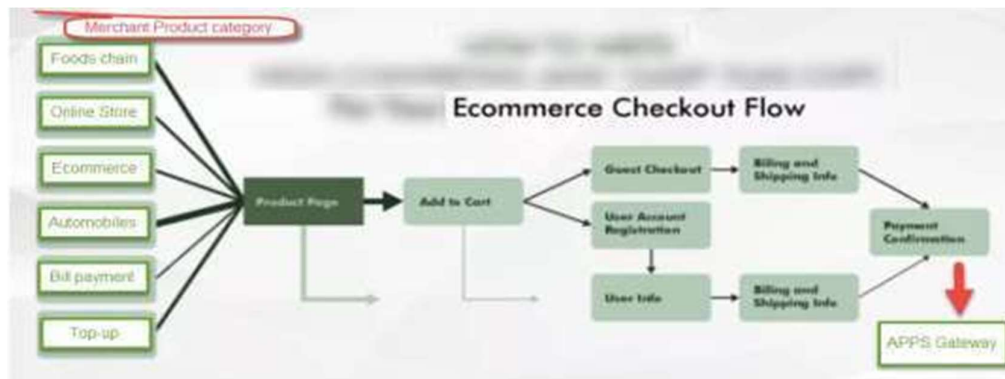 Merchant Product category
Foods chain
Online Store
Ecommerce
Automobiles
Bill payment
Top-up
Ecommerce Checkout Flow
Product Page
Add to Cart
Guest Checkout
Billing and
Shipping Info
User Account
Registration
User Info
Billing and
Shipping Info
Payment
Confirmation
APPS Gateway